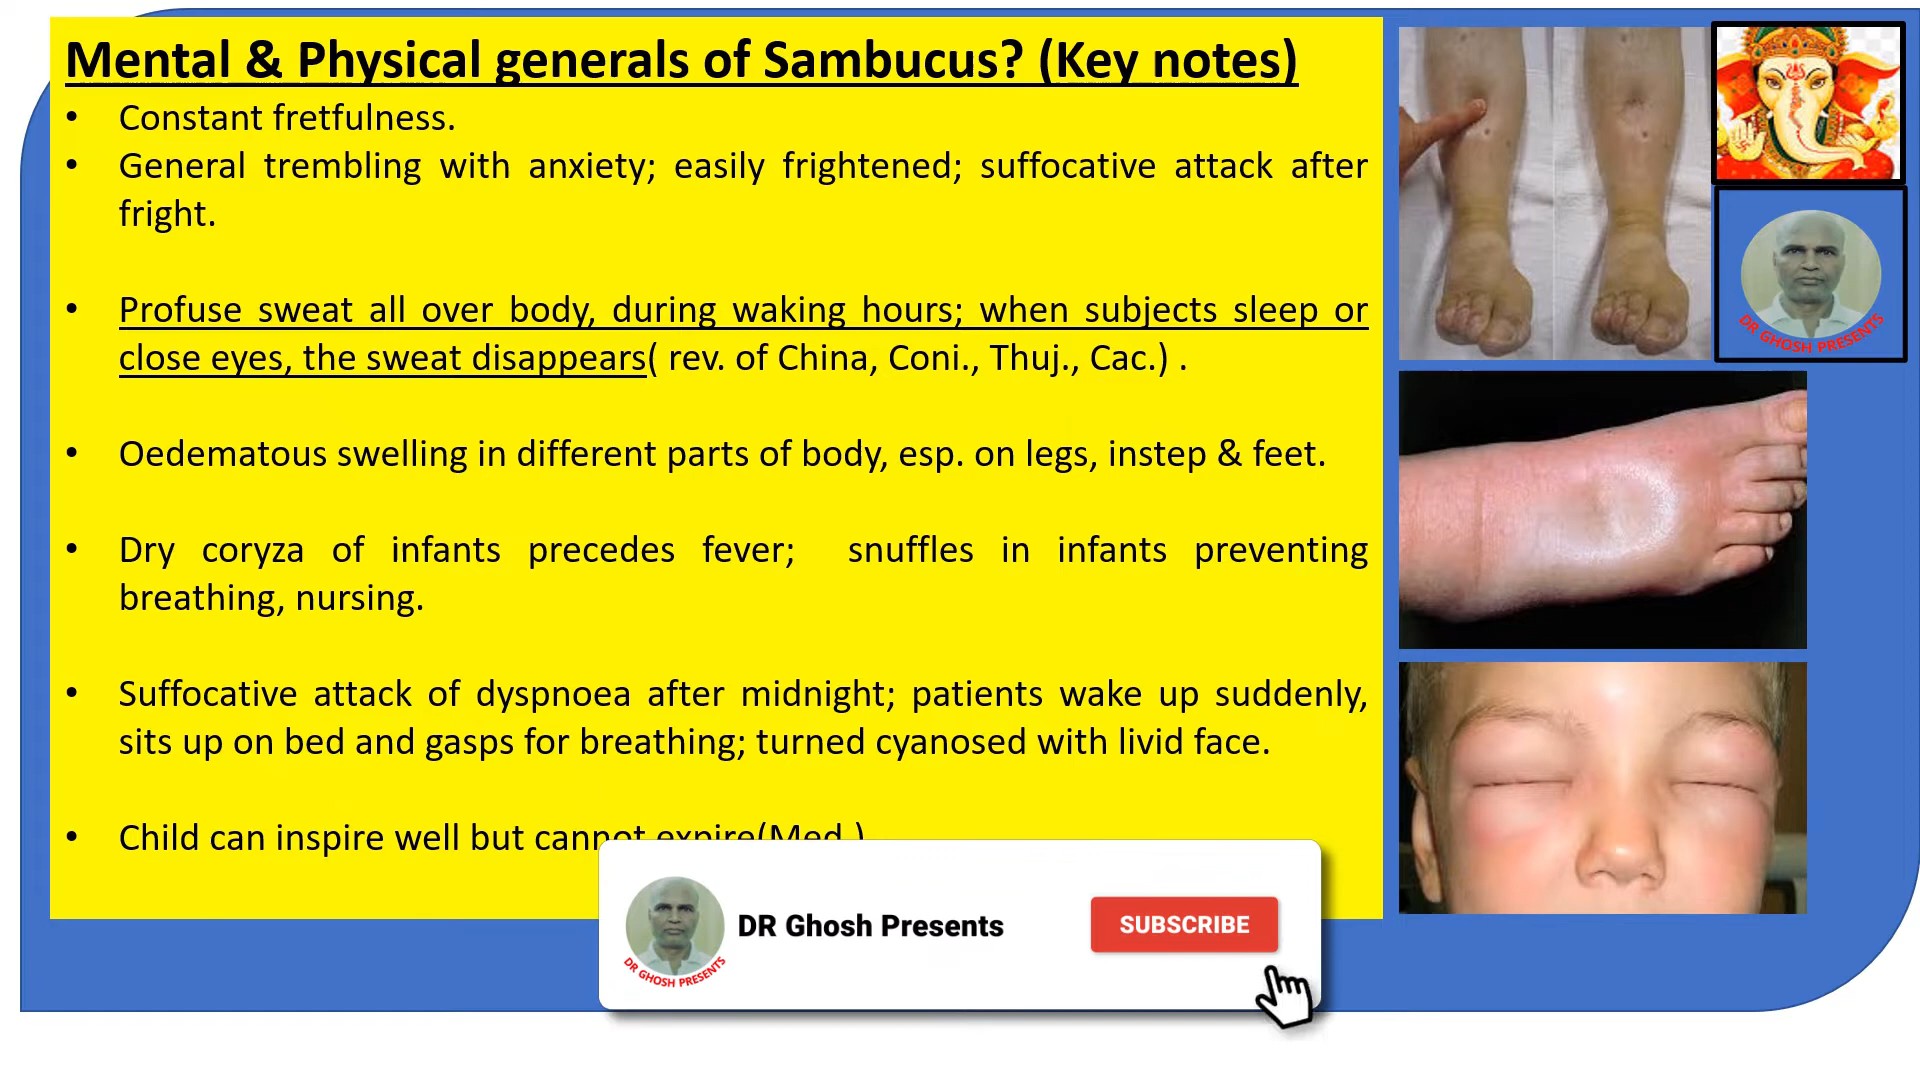 Mental & Physical generals of Sambucus? (Key notes)
• Constant fretfulness.
• General trembling with anxiety; easily frightened; suffocative attack after
fright.
• Profuse sweat all over body, during waking hours; when subjects sleep or
close eyes, the sweat disappears( rev. of China, Coni., Thuj., Cac.) .
• Oedematous swelling in different parts of body, esp. on legs, instep & feet.
• Dry coryza of infants precedes fever; snuffles in infants preventing
breathing, nursing.
• Suffocative attack of dyspnoea after midnight; patients wake up suddenly,
sits up on bed and gasps for breathing; turned cyanosed with livid face.
• Child can inspire well but cannot expire(Med.)
DR GHOSH PRESENTS
DR Ghosh Presents
SUBSCRIBE
DR GHOSH PRESENTS